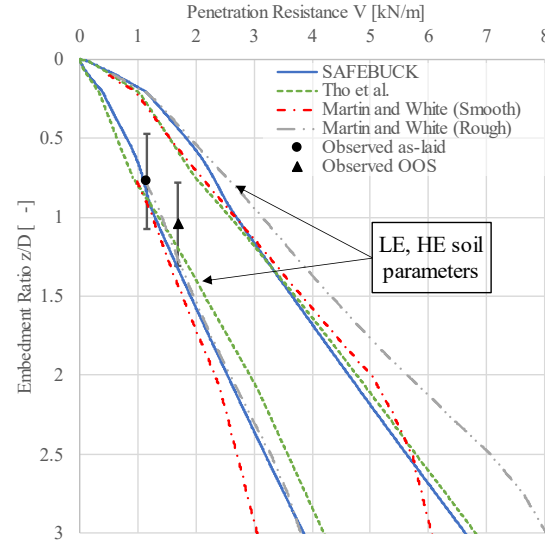 Penetration Resistance V [kN/m]
0 1 2 3 4 5 6 7 8
0
0.5
1
1.5
2
2.5
3
Embedment Ratio z/D [ -]
SAFEBUCK
Tho et al.
Martin and White (Smooth)
Martin and White (Rough)
Observed as-laid
Observed OOS
LE, HE soil
parameters